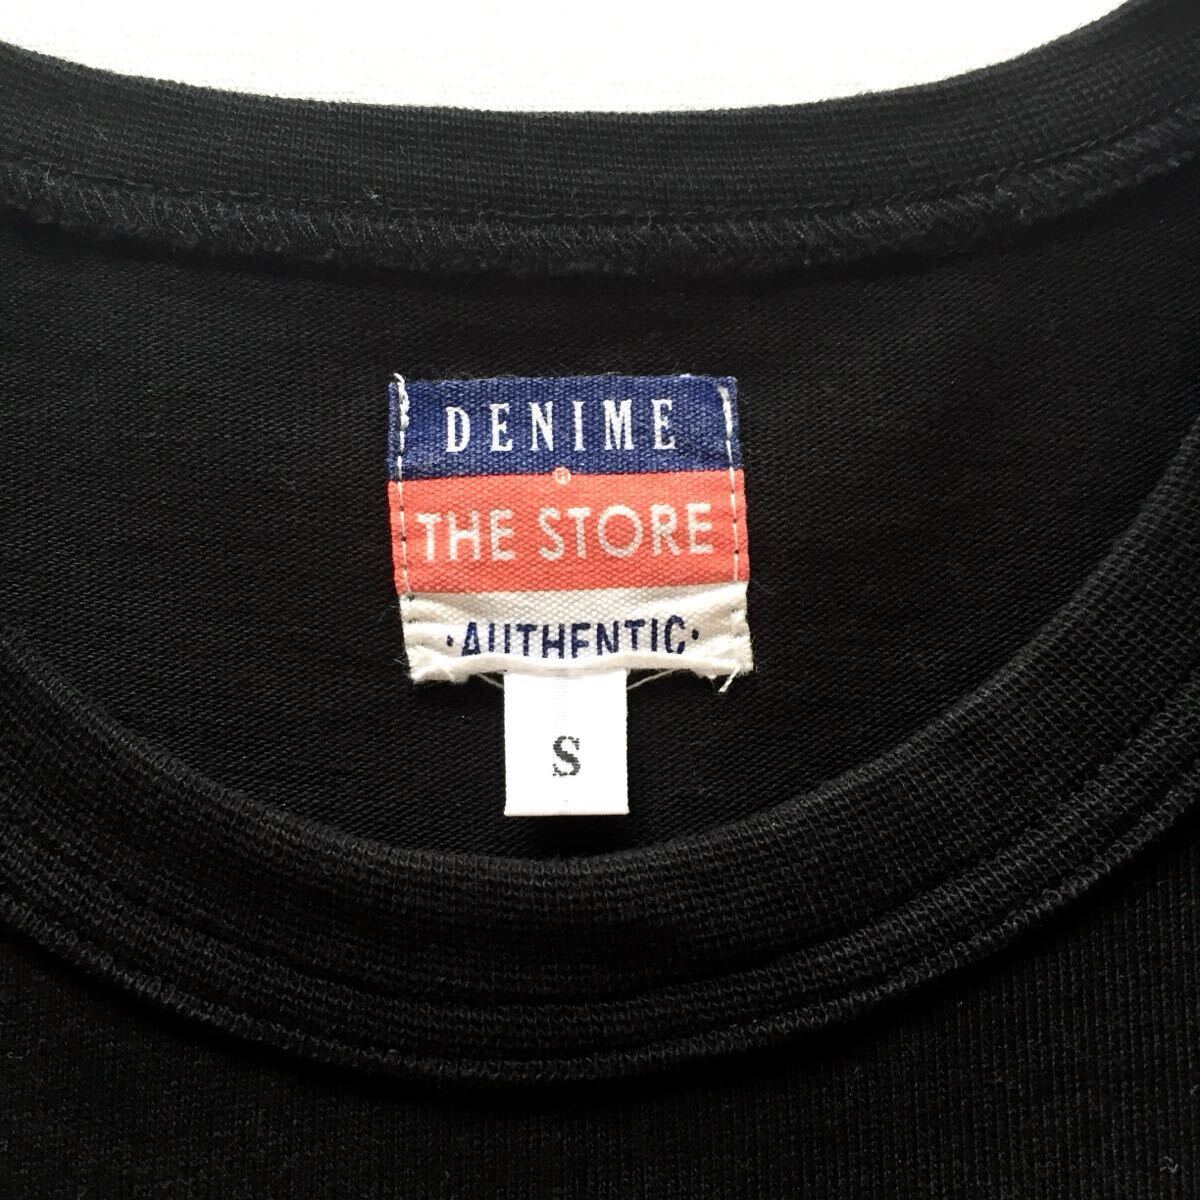 DENIME
®
THE STORE
·AUTHENTIC·
S